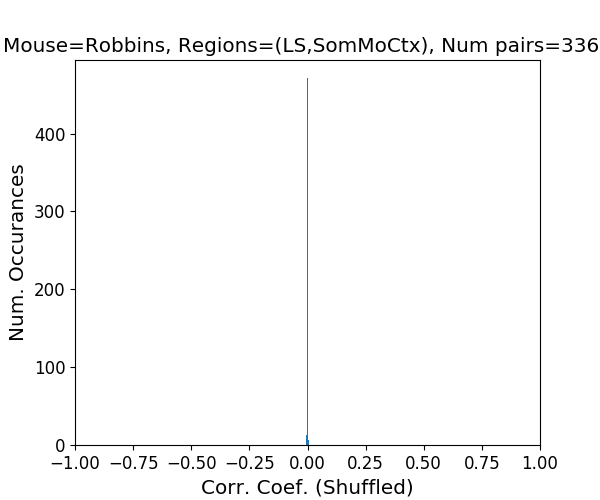 Mouse=Robbins, Regions=(LS,SomMoCtx), Num pairs=336
Num. Occurances
400
300
200
100
0
−1.00 −0.75 −0.50 −0.25 0.00 0.25 0.50 0.75 1.00
Corr. Coef. (Shuffled)